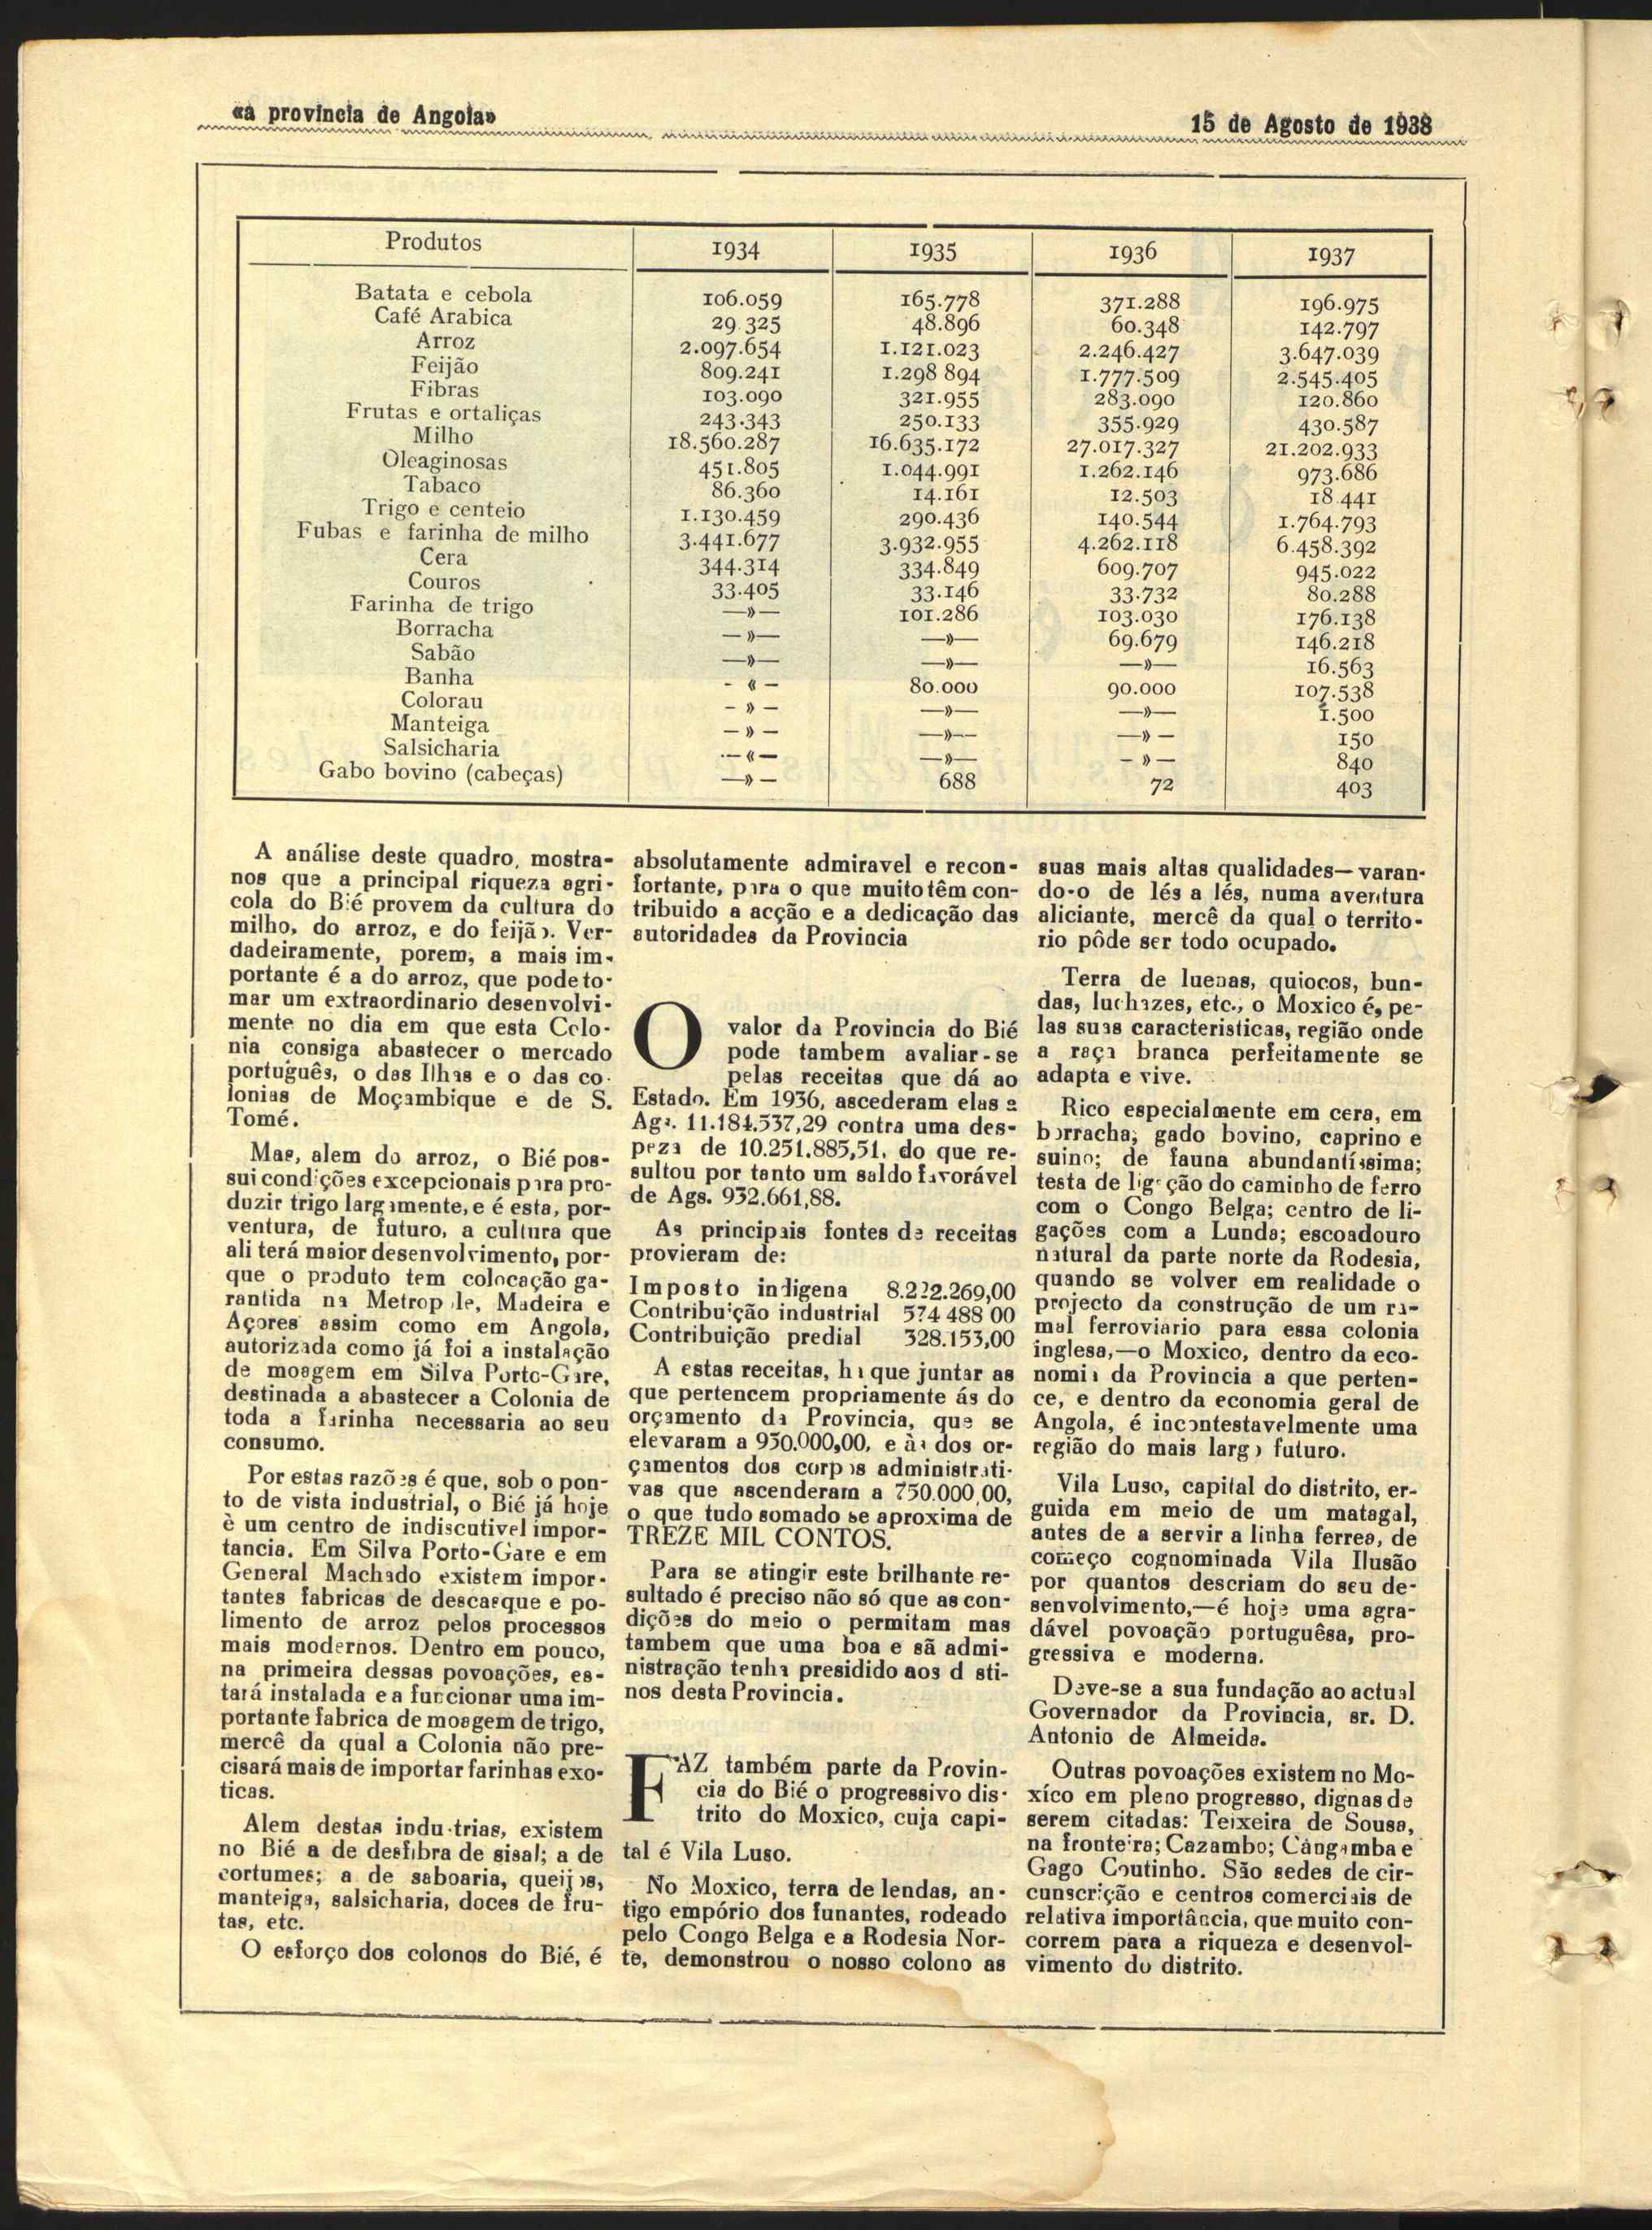 «a provincia de Angola»
15 de Agosto de 1938
Produtos 1934 1935 1936 1937
Batata e cebola 106.059 165.778 371.288 196.975
Café Arabica 29.325 48.896 60.348 142.797
Arroz 2.097.654 1.121.023 2.246.427 3.647.039
Feijão 809.241 1.298 894 1.777.509 2.545.405
Fibras 103.090 321.955 283.090 120.860
Frutas e ortaliças 243.343 250.133 355.929 430.587
Milho 18.560.287 16.635.172 27.017.327 21.202.933
Oleaginosas 451.805 1.044.991 1.262.146 973.686
Tabaco 86.360 14.161 12.503 18.441
Trigo e centeio 1.130.459 290.436 140.544 1.764.793
Fubas e farinha de milho 3.441.677 3.932.955 4.262.118 6.458.392
Cera 344.314 334.849 609.707 945.022
Couros 33.405 33.146 33.732 80.288
Farinha de trigo —»— 101.286 103.030 176.138
Borracha —»— —»— 69.679 146.218
Sabão —»— —»— —»— 16.563
Banha - « — 80.000 90.000 107.538
Colorau – » – —»— —»— 1.500
Manteiga – » – —»— —» — 150
Salsicharia —«— —»— – » — 840
Gabo bovino (cabeças) —» – 688 72 403
A análise deste quadro, mostra-
nos que a principal riqueza agri-
cola do Bié provem da cultura do
milho, do arroz, e do feijão. Ver-
dadeiramente, porem, a mais im-
portante é a do arroz, que pode to-
mar um extraordinario desenvolvi-
mente no dia em que esta Colo-
nia consiga abastecer o mercado
português, o das Ilhas e o das co-
lonias de Moçambique e de S.
Tomé.
Mas, alem do arroz, o Bié pos-
sui condições excepcionais para pro-
duzir trigo largamente, e é esta, por-
ventura, de futuro, a cultura que
ali terá maior desenvolvimento, por-
que o produto tem colocação ga-
rantida na Metropole, Madeira e
Açores assim como em Angola,
autorizada como já foi a instalação
de moagem em Silva Porto-Gare,
destinada a abastecer a Colonia de
toda a farinha necessaria ao seu
consumo.
Por estas razões é que, sob o pon-
to de vista industrial, o Bié já hoje
è um centro de indiscutivel impor-
tancia. Em Silva Porto-Gare e em
General Machado existem impor-
tantes fabricas de descasque e po-
limento de arroz pelos processos
mais modernos. Dentro em pouco,
na primeira dessas povoações, es-
tará instalada e a funcionar uma im-
portante fabrica de moagem de trigo,
mercê da qual a Colonia não pre-
cisará mais de importar farinhas exo-
ticas.
Alem destas industrias, existem
no Bié a de desfibra de sisal; a de
cortumes; a de saboaria, queijos,
manteiga, salsicharia, doces de fru-
tas, etc.
O esforço dos colonos do Bié, é
absolutamente admiravel e recon-
fortante, para o que muito têm con-
tribuido a acção e a dedicação das
autoridades da Provincia
O valor da Provincia do Bié
pode tambem avaliar-se
pelas receitas que dá ao
Estado. Em 1936, ascederam elas a
Ags. 11.184.537,29 contra uma des-
peza de 10.251.885,51, do que re-
sultou por tanto um saldo favorável
de Ags. 932.661,88.
As principais fontes de receitas
provieram de:
Imposto indigena 8.222.269,00
Contribuição industrial 574 488 00
Contribuição predial 328.153,00
A estas receitas, ha que juntar as
que pertencem propriamente ás do
orçamento da Provincia, que se
elevaram a 950.000,00, e às dos or-
çamentos dos corpos administrati-
vas que ascenderam a 750.000,00,
o que tudo somado se aproxima de
TREZE MIL CONTOS.
Para se atingir este brilhante re-
sultado é preciso não só que as con-
dições do meio o permitam mas
tambem que uma boa e sã admi-
nistração tenha presidido aos d sti-
nos desta Provincia.
FAZ também parte da Provin-
cia do Bié o progressivo dis-
trito do Moxico, cuja capi-
tal é Vila Luso.
No Moxico, terra de lendas, an-
tigo empório dos funantes, rodeado
pelo Congo Belga e a Rodesia Nor-
te, demonstrou o nosso colono as
suas mais altas qualidades—varan-
do-o de lés a lés, numa aventura
aliciante, mercê da qual o territo-
rio pôde ser todo ocupado.
Terra de luenas, quiocos, bun-
das, luchazes, etc., o Moxico é, pe-
las suas caracteristicas, região onde
a raça branca perfeitamente se
adapta e vive.
Rico especialmente em cera, em
borracha; gado bovino, caprino e
suino; de fauna abundantíssima;
testa de ligação do caminho de ferro
com o Congo Belga; centro de li-
gações com a Lunda; escoadouro
natural da parte norte da Rodesia,
quando se volver em realidade o
projecto da construção de um ra-
mal ferroviario para essa colonia
inglesa,—o Moxico, dentro da eco-
nomia da Provincia a que perten-
ce, e dentro da economia geral de
Angola, é incontestavelmente uma
região do mais largo futuro.
Vila Luso, capital do distrito, er-
guida em meio de um matagal,
antes de a servir a linha ferrea, de
começo cognominada Vila Ilusão
por quantos descriam do seu de-
senvolvimento,—é hoje uma agra-
dável povoação portuguêsa, pro-
gressiva e moderna.
Deve-se a sua fundação ao actual
Governador da Provincia, sr. D.
Antonio de Almeida.
Outras povoações existem no Mo-
xíco em pleno progresso, dignas de
serem citadas: Teixeira de Sousa,
na fronteira; Cazambo; Càngamba e
Gago Coutinho. São sedes de cir-
cunscrição e centros comerciais de
relativa importância, que muito con-
correm para a riqueza e desenvol-
vimento do distrito.